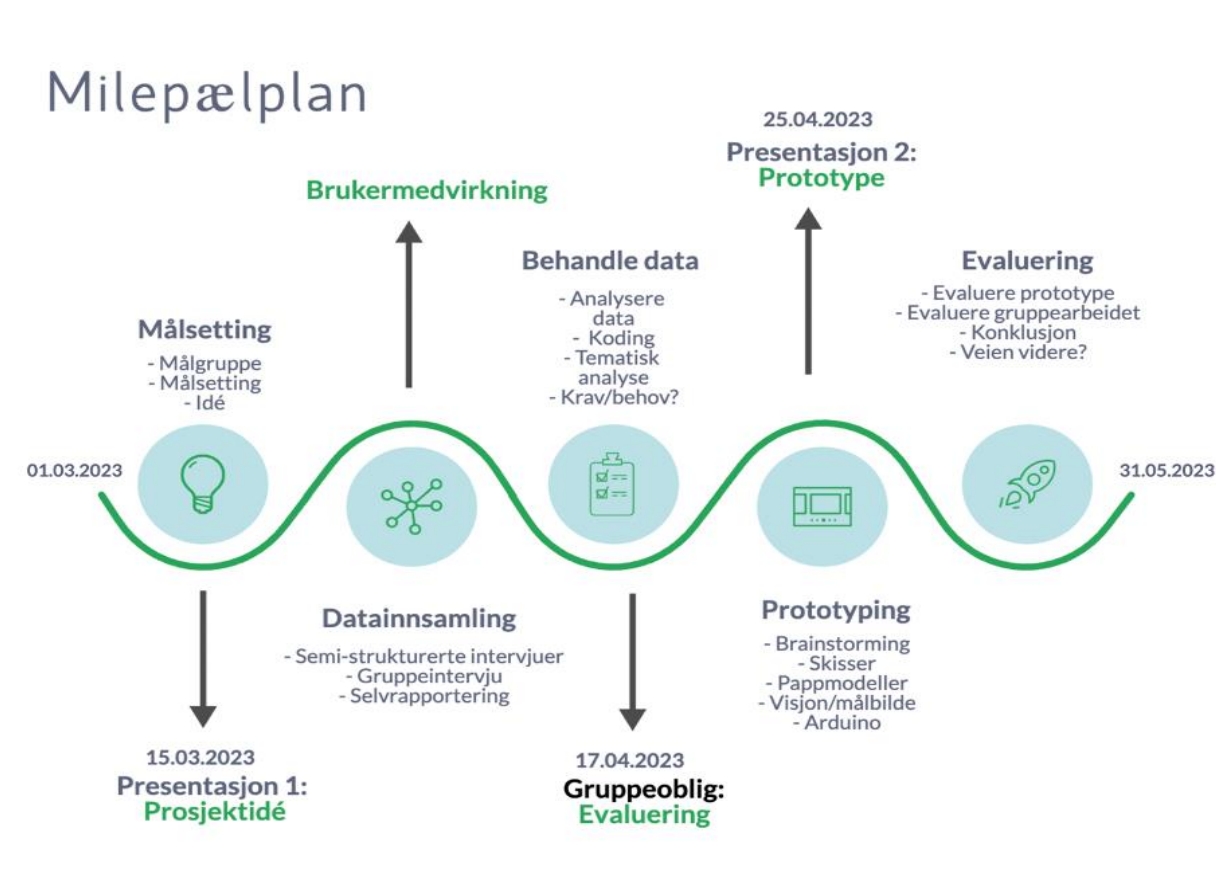 Milepælplan
25.04.2023
Presentasjon 2:
Prototype
Brukermedvirkning
Behandle data
- Analysere
data
- Koding
- Tematisk
analyse
- Krav/behov?
Evaluering
- Evaluere prototype
- Evaluere gruppearbeidet
- Konklusjon
- Veien videre?
Målsetting
- Målgruppe
- Målsetting
- Idé
01.03.2023
31.05.2023
Datainnsamling
- Semi-strukturerte intervjuer
- Gruppeintervju
- Selvrapportering
Prototyping
- Brainstorming
- Skisser
- Pappmodeller
- Visjon/målbilde
- Arduino
15.03.2023
Presentasjon 1:
Prosjektidé
17.04.2023
Gruppeoblig:
Evaluering